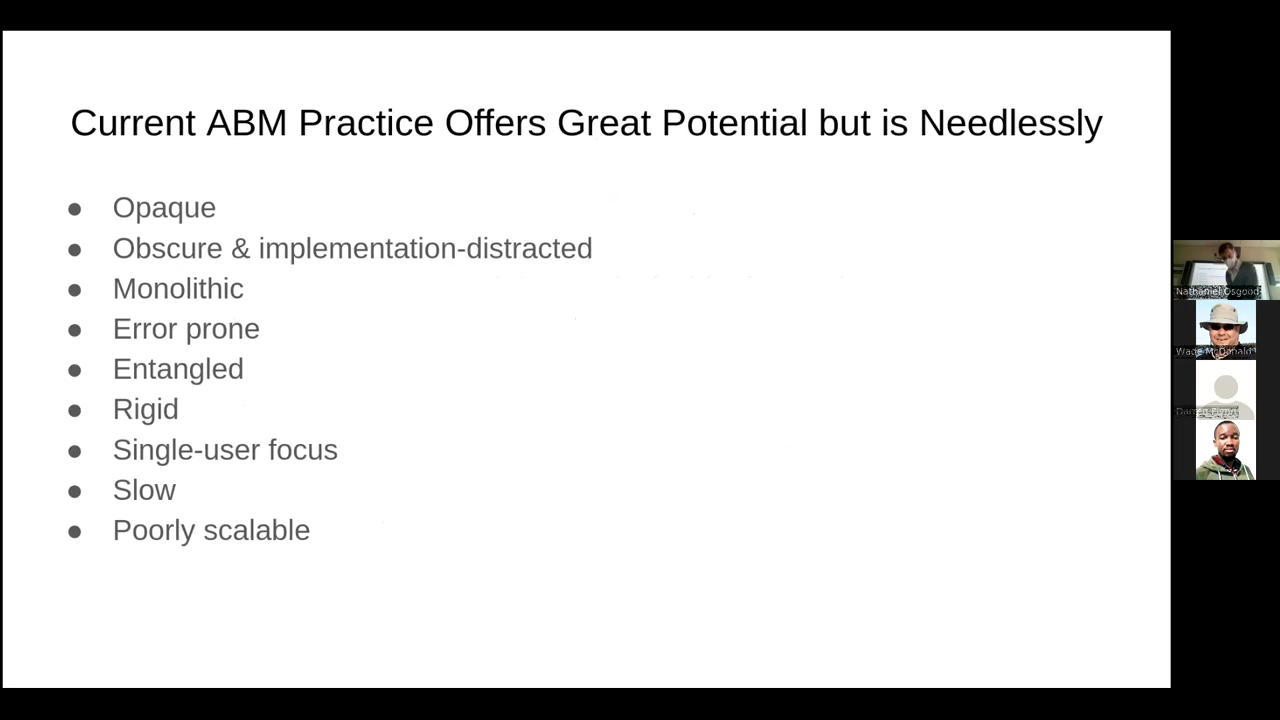 Current ABM Practice Offers Great Potential but is Needlessly
● Opaque
● Obscure & implementation-distracted
● Monolithic
● Error prone
● Entangled
● Rigid
● Single-user focus
● Slow
● Poorly scalable
Nathaniel Osgood
Wade McDonald